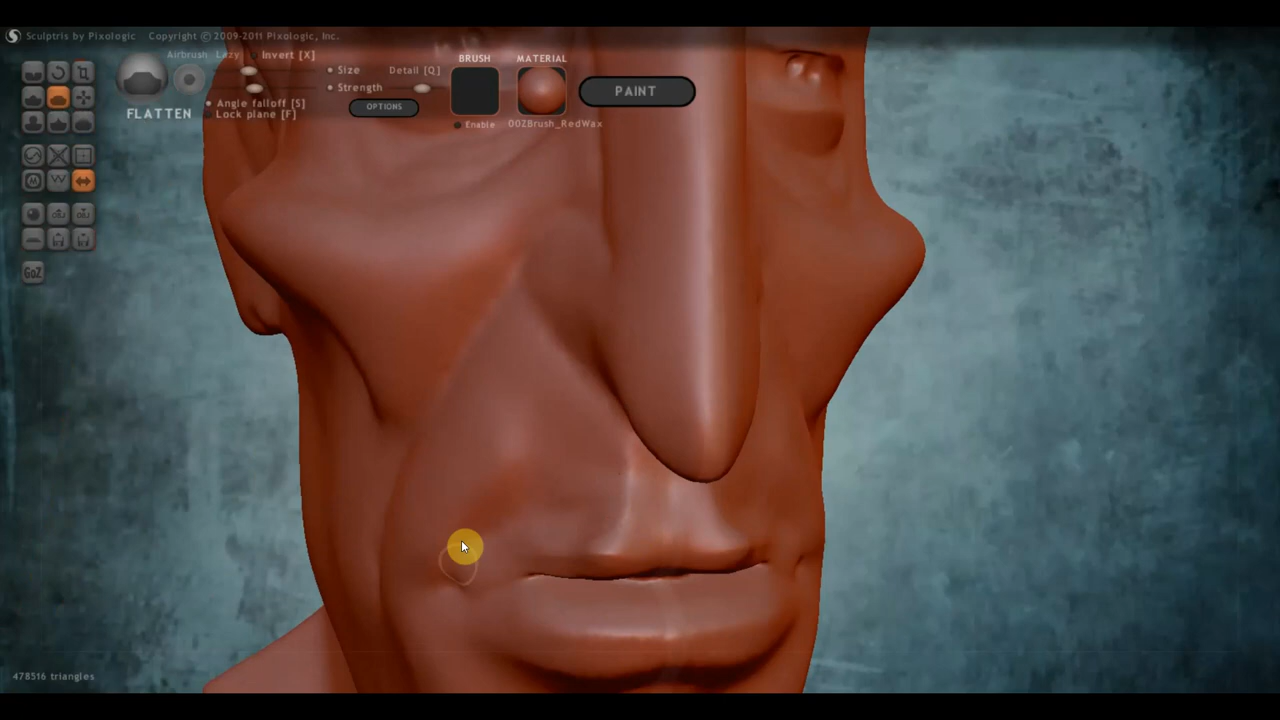 Sculptris by Pixologic Copyright © 2009-2011 Pixologic, Inc.
Airbrush Lazy Invert [X]
BRUSH MATERIAL
Size Detail [Q]
Strength
PAINT
Angle falloff [S]
OPTIONS
FLATTEN
Lock plane [F]
Enable 00ZBrush_RedWax
GoZ
478516 triangles